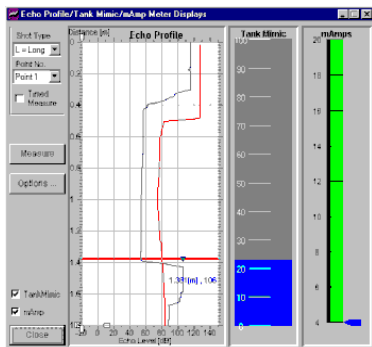 Echo Profile/Tank Mimic/mAmp Meter Displays
Shot Type
L = Long
Point No.
Point 1
Timed
Measure
Measure
Options ...
TankMimic
mAmp
Close
Distance [m]
Echo Profile
0
0.2
0.4
0.6
0.8
1.0
1.2
1.4
1.6
1.381[m] , 106
-20 0 20 40 60 80 100 120 140
Echo Level [dB]
Tank Mimic
100
90
80
70
60
50
40
30
20
10
0
mAmps
20
18
16
14
12
10
8
6
4